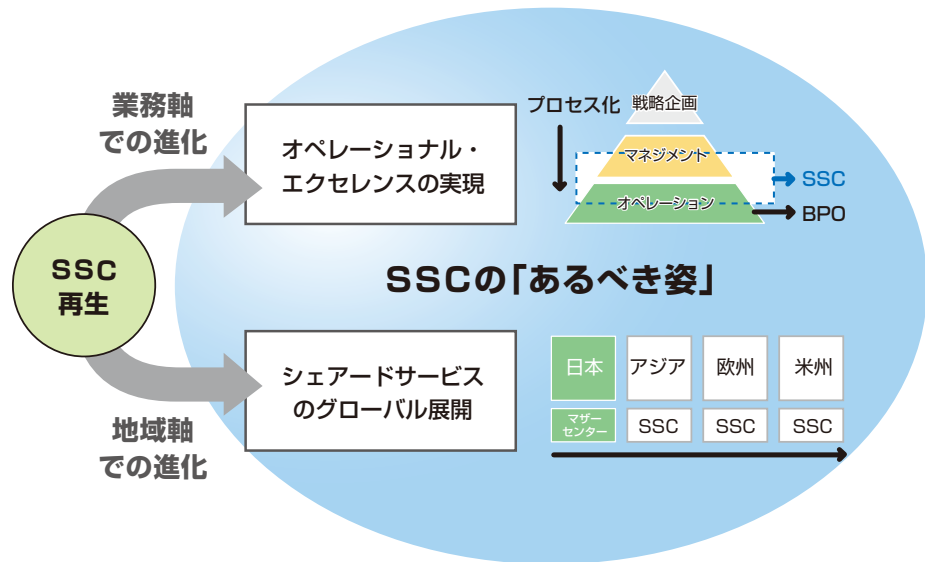 業務軸
での進化
オペレーショナル・
エクセレンスの実現
プロセス化
戦略企画
マネジメント
オペレーション
SSC
BPO
SSC
再生
SSCの「あるべき姿」
シェアードサービス
のグローバル展開
地域軸
での進化
日本
アジア
欧州
米州
マザー
センター
SSC
SSC
SSC